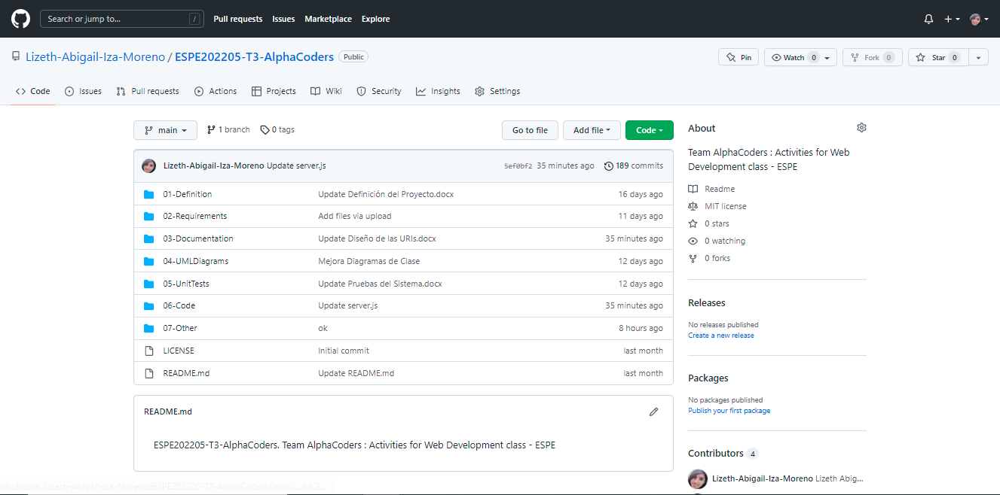 Search or jump to... /
Pull requests Issues Marketplace Explore
Lizeth-Abigail-Iza-Moreno / ESPE202205-T3-AlphaCoders Public
Pin Watch 0 Fork 0 Star 0
Code Issues Pull requests Actions Projects Wiki Security Insights Settings
main 1 branch 0 tags Go to file Add file Code
Lizeth-Abigail-Iza-Moreno Update server.js 5ef0bf2 35 minutes ago 189 commits
01-Definition Update Definición del Proyecto.docx 16 days ago
02-Requirements Add files via upload 11 days ago
03-Documentation Update Diseño de las URIs.docx 35 minutes ago
04-UMLDiagrams Mejora Diagramas de Clase 12 days ago
05-UnitTests Update Pruebas del Sistema.docx 12 days ago
06-Code Update server.js 35 minutes ago
07-Other ok 8 hours ago
LICENSE Initial commit last month
README.md Update README.md last month
README.md
ESPE202205-T3-AlphaCoders. Team AlphaCoders : Activities for Web Development class - ESPE
About
Team AlphaCoders : Activities for Web
Development class - ESPE
Readme
MIT license
0 stars
0 watching
0 forks
Releases
No releases published
Create a new release
Packages
No packages published
Publish your first package
Contributors 4
Lizeth-Abigail-Iza-Moreno Lizeth Abig...
ithub.com/Lizeth-Abigail-Iza-Moreno/ESPE202205-T3-AlphaCoders/blob/.../LICE...